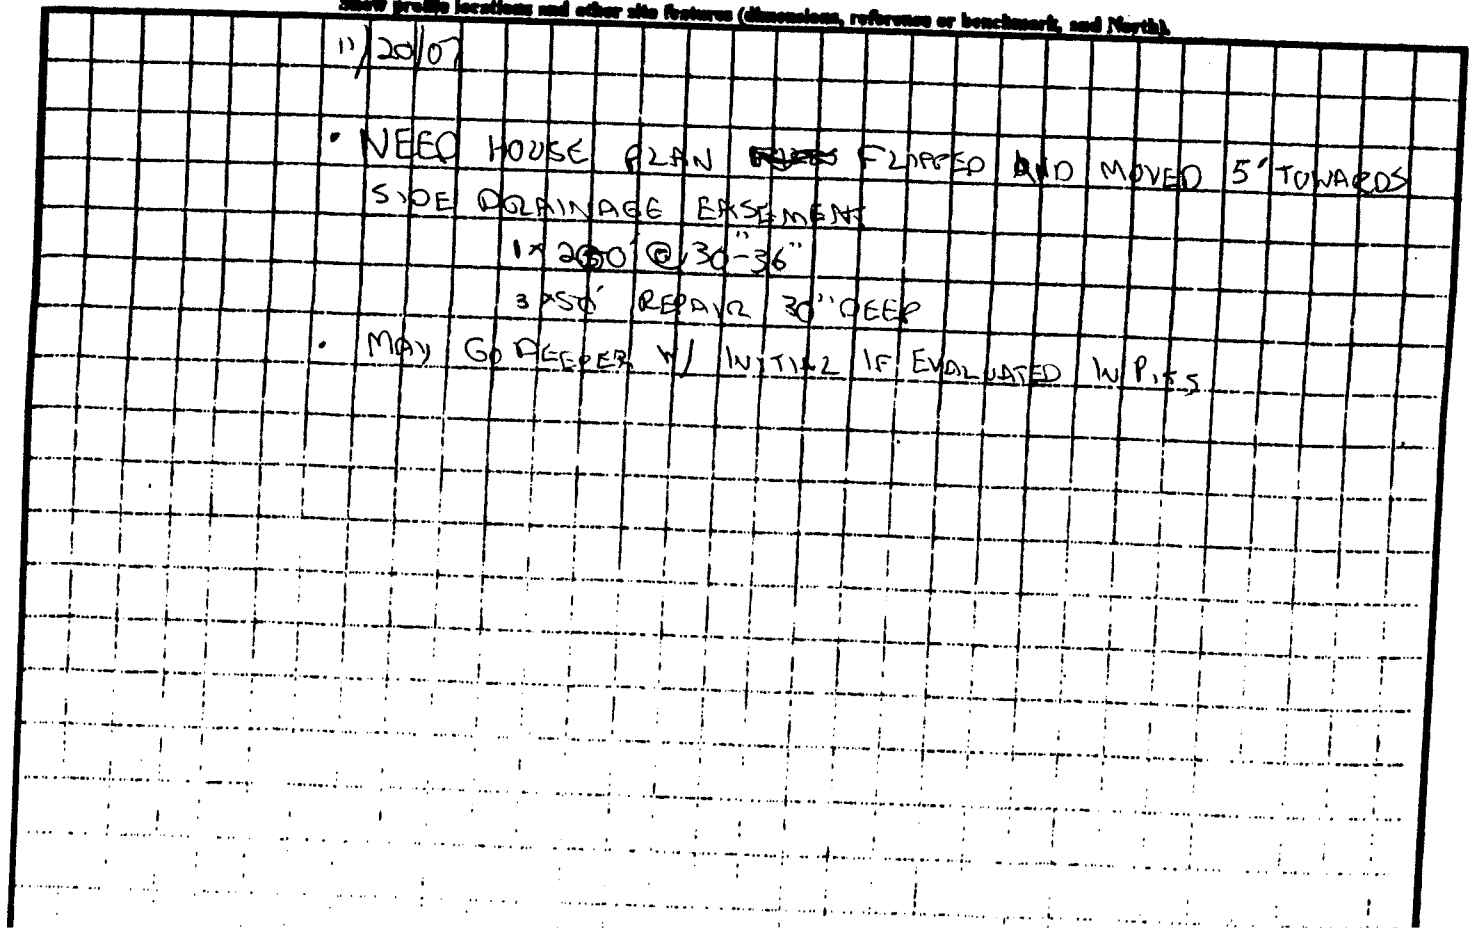 Show profile locations and other site features (dimensions, reference or benchmark, and North).
11/20/07
• NEED HOUSE PLAN FLIPPED AND MOVED 5' TOWARDS
SIDE DRAINAGE EASEMENT
1 x 200' @ 30"-36"
3 x 50' REPAIR 30" DEEP
• MAY GO DEEPER W/ INITIAL IF EVALUATED IN PITS